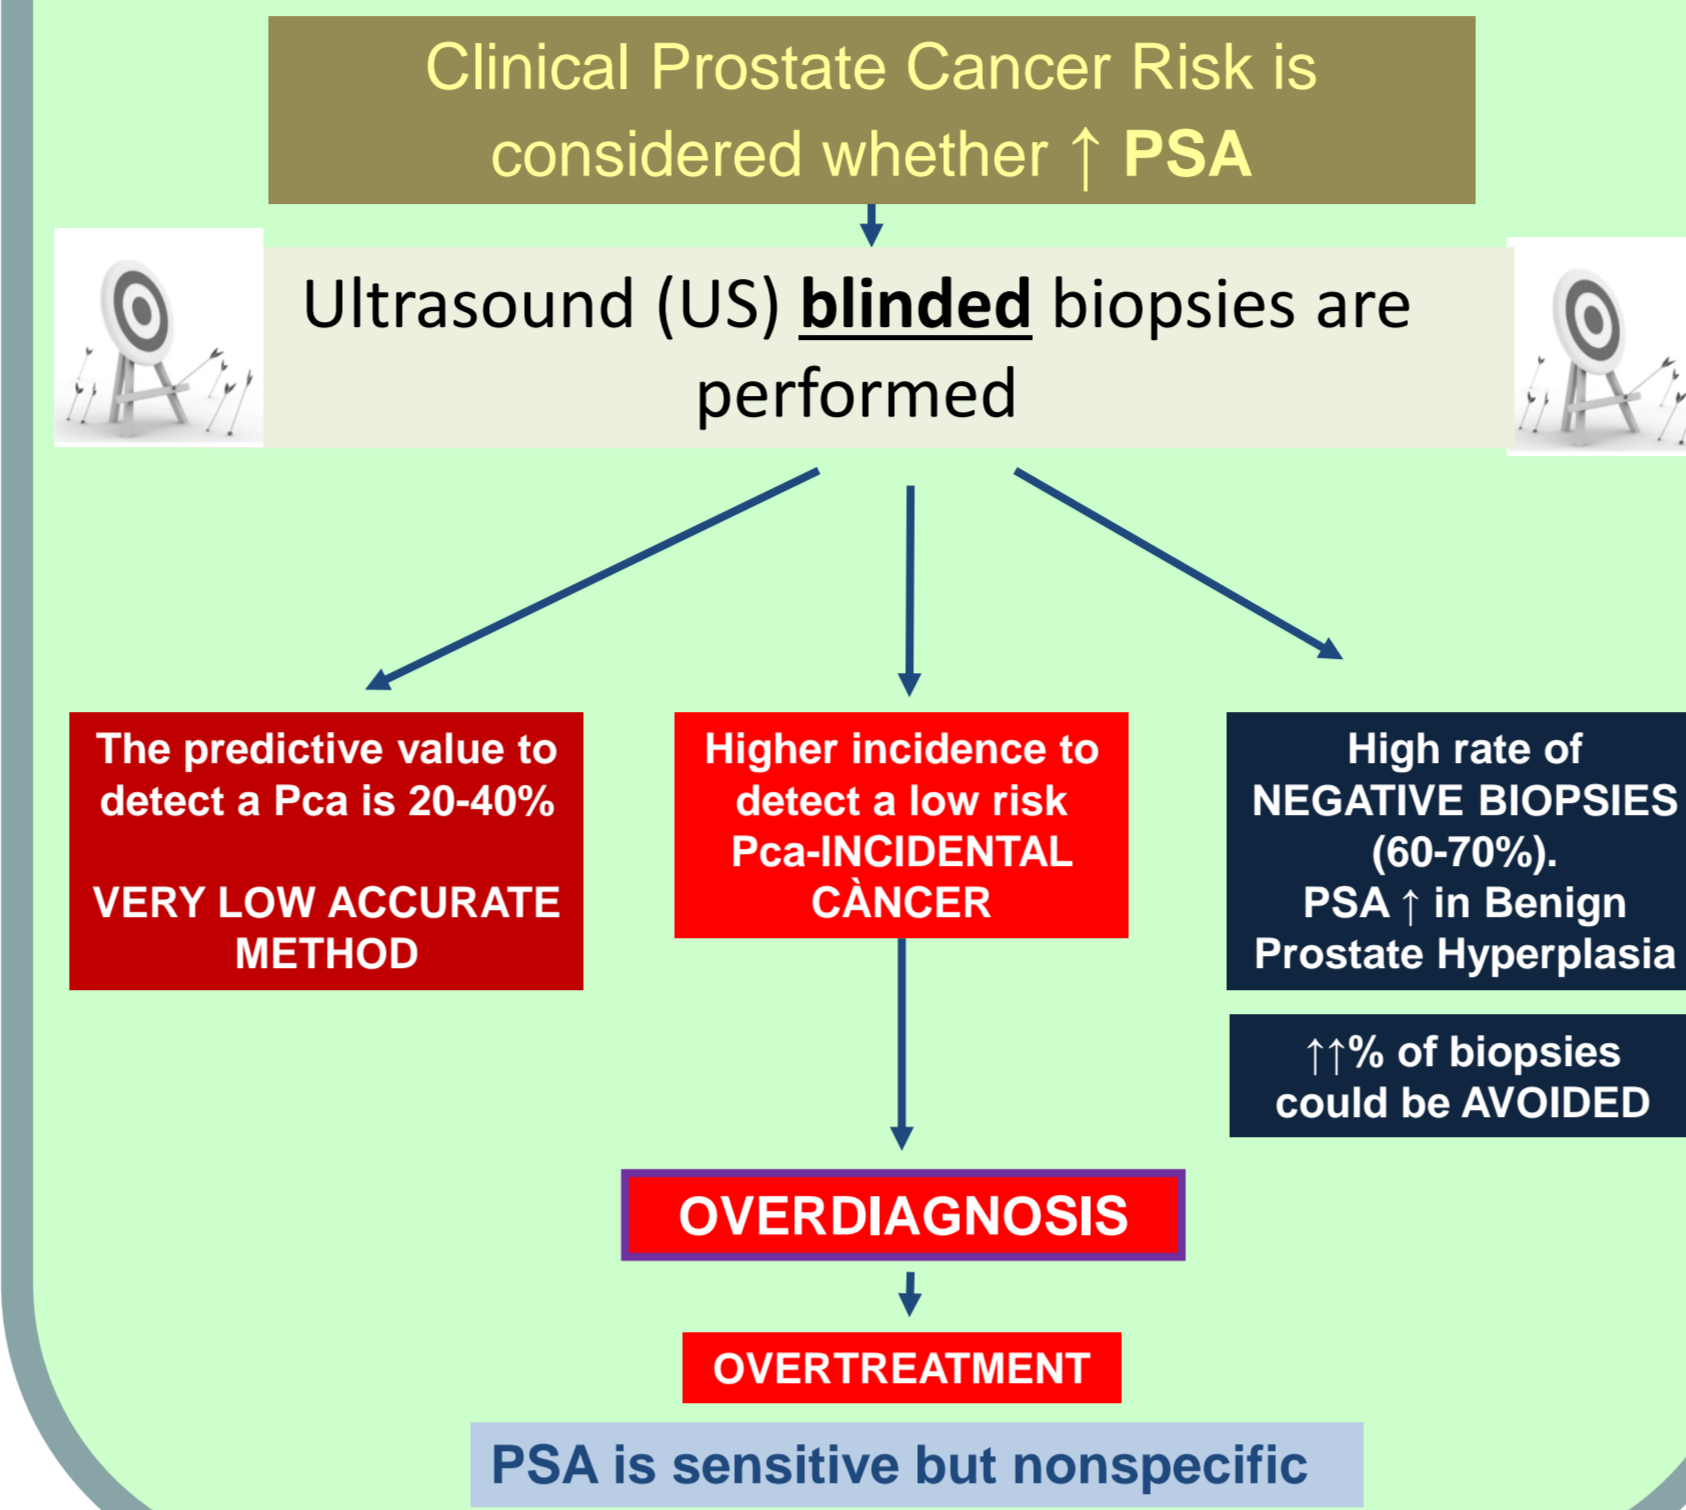 Clinical Prostate Cancer Risk is
considered whether ↑ PSA
Ultrasound (US) blinded biopsies are
performed
The predictive value to
detect a Pca is 20-40%
VERY LOW ACCURATE
METHOD
Higher incidence to
detect a low risk
Pca-INCIDENTAL
CÀNCER
High rate of
NEGATIVE BIOPSIES
(60-70%).
PSA ↑ in Benign
Prostate Hyperplasia
↑↑% of biopsies
could be AVOIDED
OVERDIAGNOSIS
OVERTREATMENT
PSA is sensitive but nonspecific